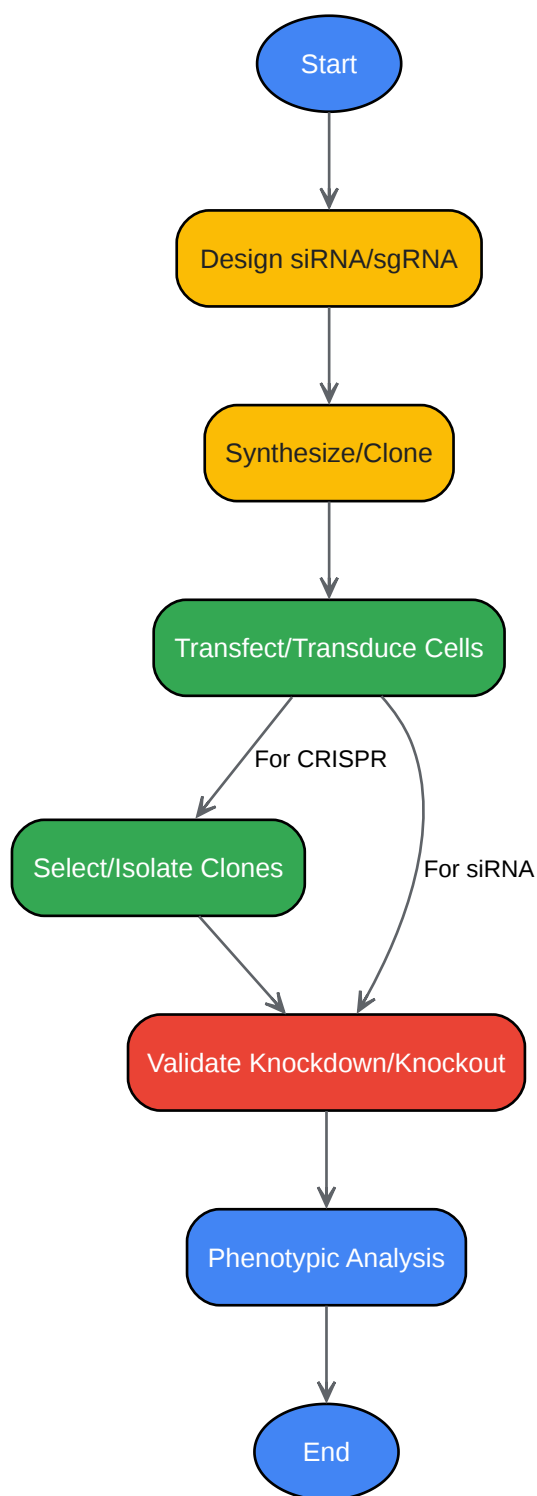 Start
Design siRNA/sgRNA
Synthesize/Clone
Transfect/Transduce Cells
For CRISPR
Select/Isolate Clones
For siRNA
Validate Knockdown/Knockout
Phenotypic Analysis
End